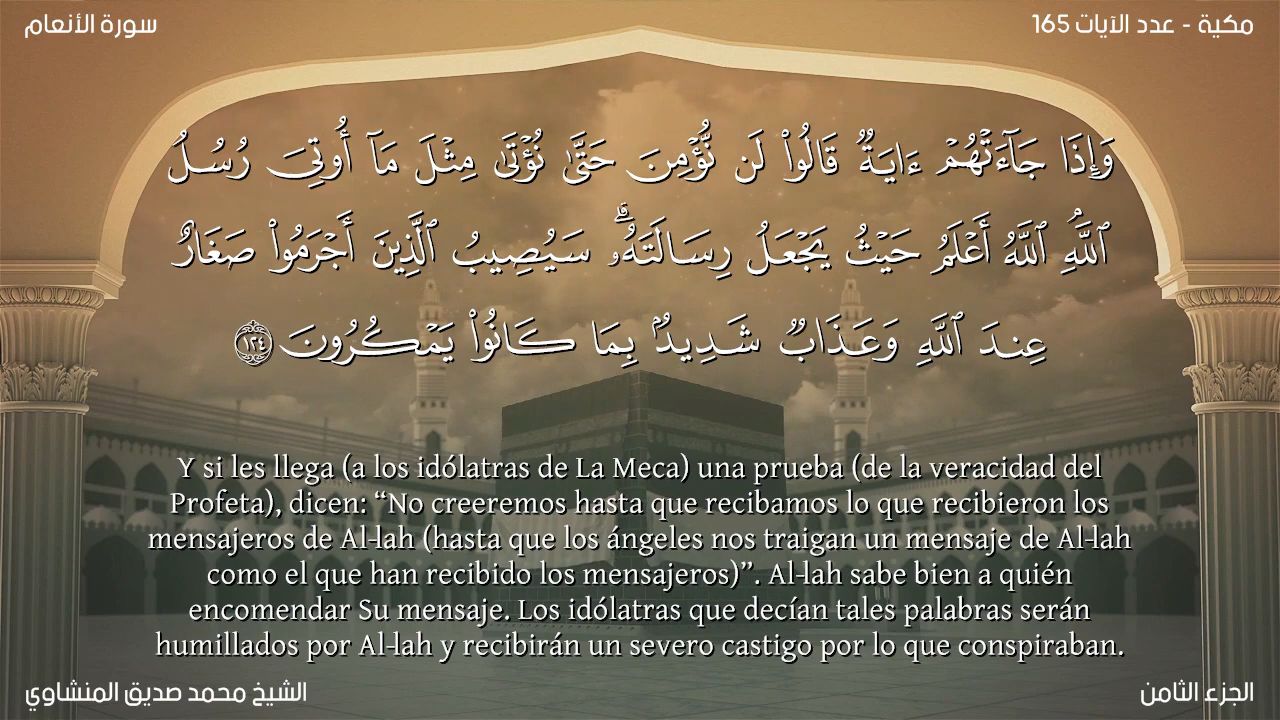 مكية - عدد الآيات 165
سورة الأنعام
وَإِذَا جَآءَتْهُمْ ءَايَةٌ قَالُوا۟ لَن نُّؤْمِنَ حَتَّىٰ نُؤْتَىٰ مِثْلَ مَآ أُوتِىَ رُسُلُ
ٱللَّهِ ۘ ٱللَّهُ أَعْلَمُ حَيْثُ يَجْعَلُ رِسَالَتَهُۥ ۗ سَيُصِيبُ ٱلَّذِينَ أَجْرَمُوا۟ صَغَارٌ
عِندَ ٱللَّهِ وَعَذَابٌ شَدِيدٌۢ بِمَا كَانُوا۟ يَمْكُرُونَ ١٢٤
Y si les llega (a los idólatras de La Meca) una prueba (de la veracidad del
Profeta), dicen: “No creeremos hasta que recibamos lo que recibieron los
mensajeros de Al-lah (hasta que los ángeles nos traigan un mensaje de Al-lah
como el que han recibido los mensajeros)”. Al-lah sabe bien a quién
encomendar Su mensaje. Los idólatras que decían tales palabras serán
humillados por Al-lah y recibirán un severo castigo por lo que conspiraban.
الجزء الثامن
الشيخ محمد صديق المنشاوي